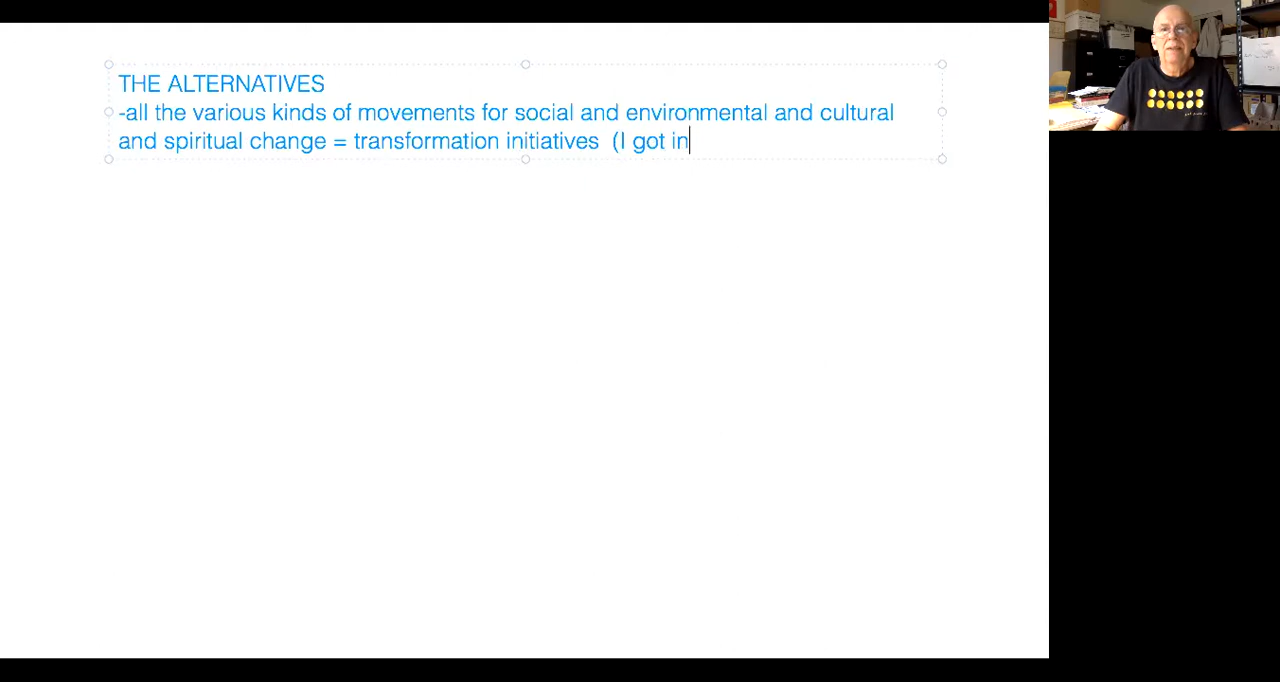 THE ALTERNATIVES
-all the various kinds of movements for social and environmental and cultural
and spiritual change = transformation initiatives  (I got in